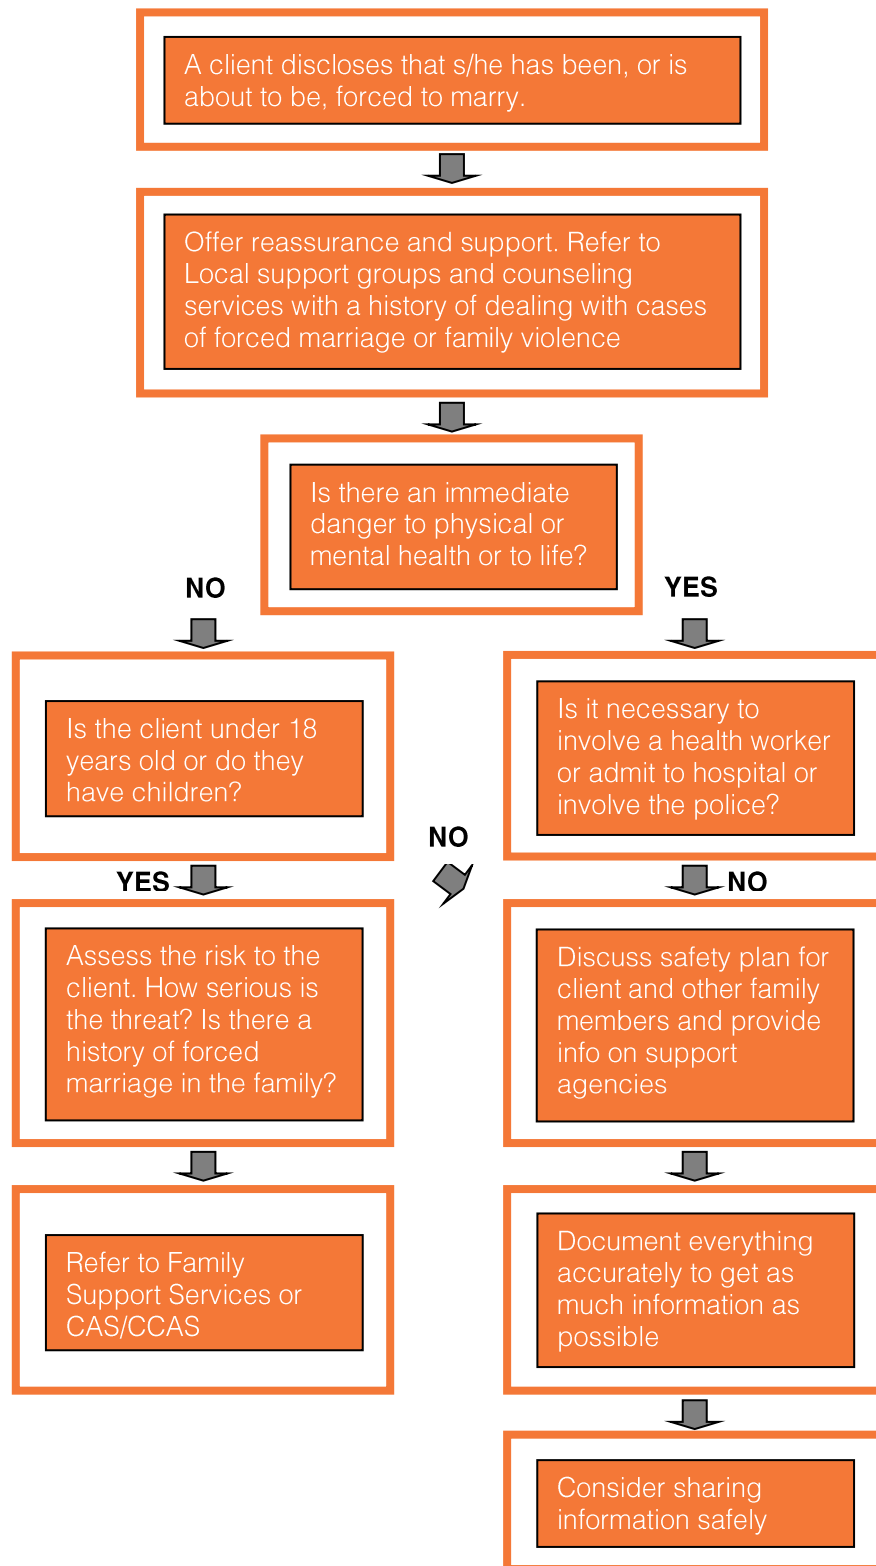 A client discloses that s/he has been, or is
about to be, forced to marry.
Offer reassurance and support. Refer to
Local support groups and counseling
services with a history of dealing with cases
of forced marriage or family violence
Is there an immediate
danger to physical or
mental health or to life?
NO
YES
Is the client under 18
years old or do they
have children?
Is it necessary to
involve a health worker
or admit to hospital or
involve the police?
NO
YES
NO
Assess the risk to the
client. How serious is
the threat? Is there a
history of forced
marriage in the family?
Discuss safety plan for
client and other family
members and provide
info on support
agencies
Refer to Family
Support Services or
CAS/CCAS
Document everything
accurately to get as
much information as
possible
Consider sharing
information safely